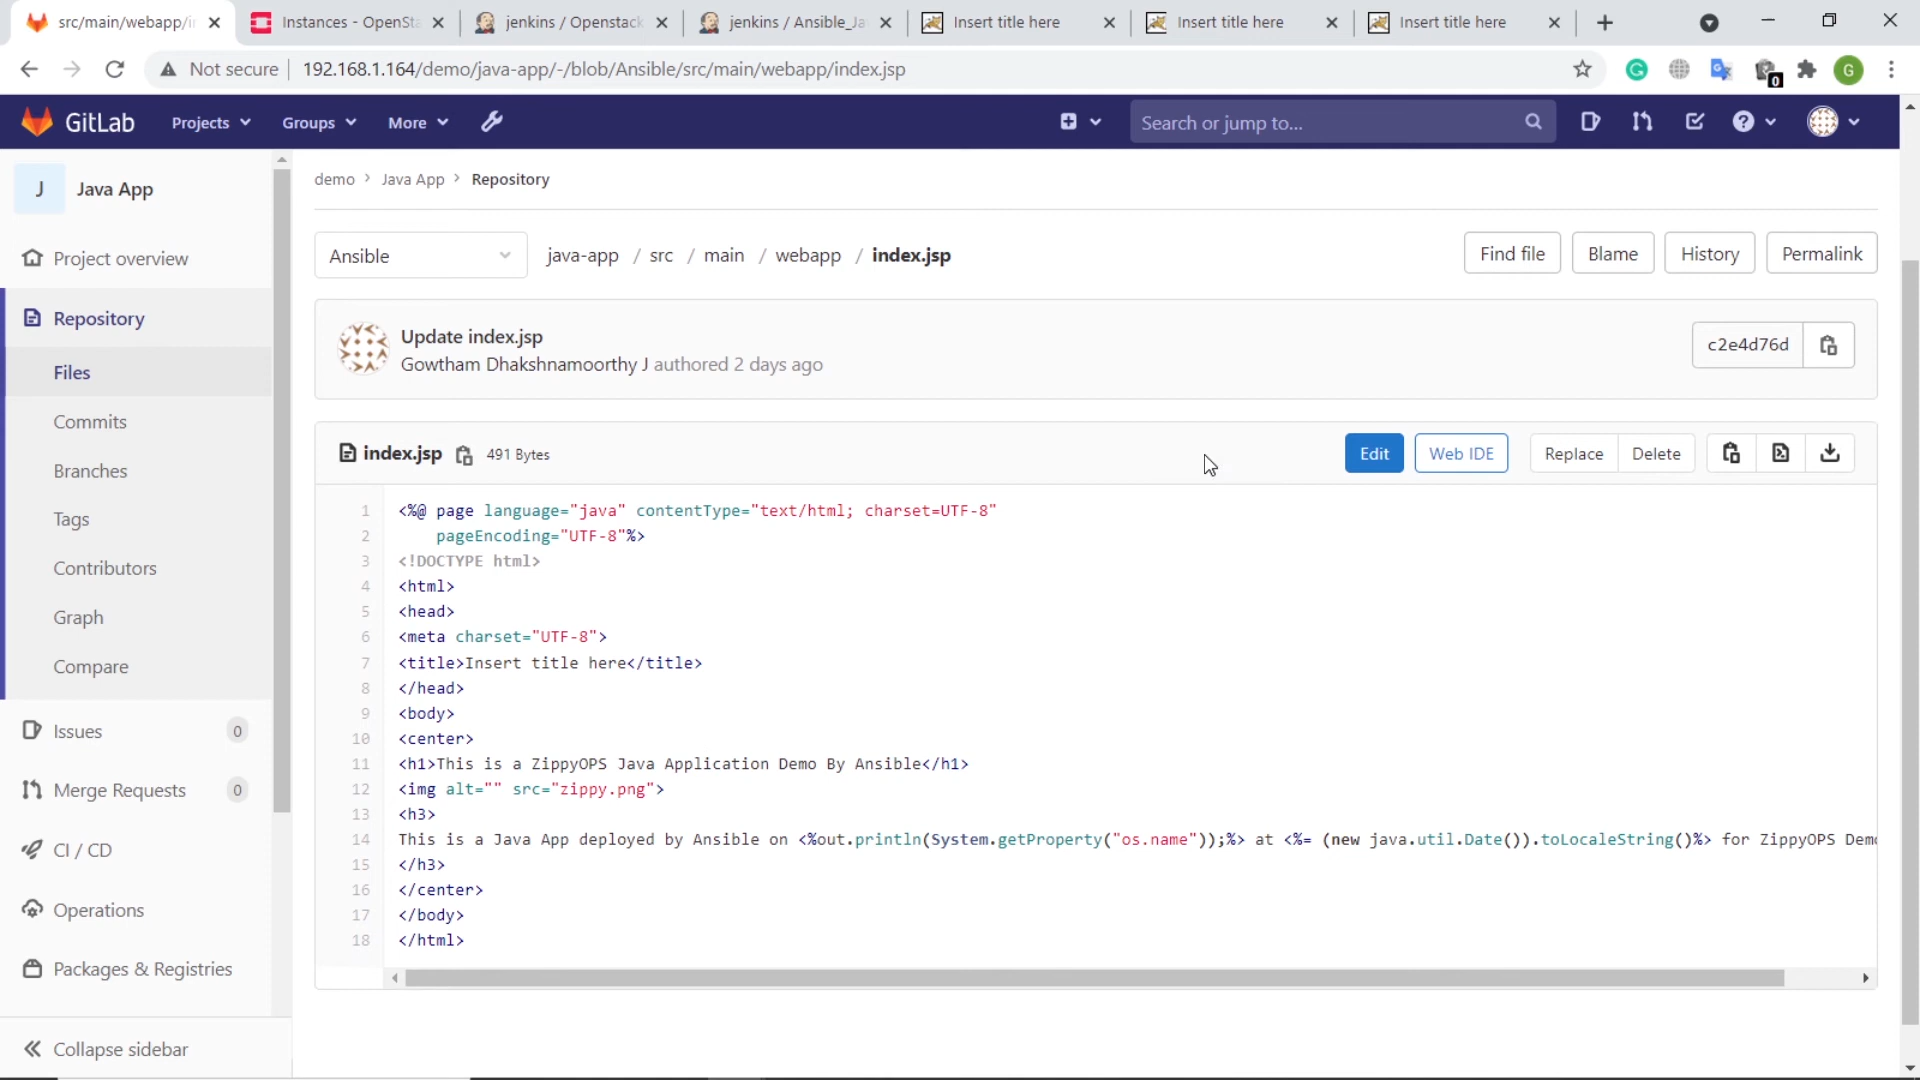 src/main/webapp/i
Instances - OpenSta
jenkins / Openstack
jenkins / Ansible_Ja
Insert title here
Insert title here
Insert title here
Not secure
192.168.1.164/demo/java-app/-/blob/Ansible/src/main/webapp/index.jsp
0
G
GitLab
Projects
Groups
More
Search or jump to...
J
Java App
Project overview
Repository
Files
Commits
Branches
Tags
Contributors
Graph
Compare
Issues 0
Merge Requests 0
CI / CD
Operations
Packages & Registries
Collapse sidebar
demo > Java App > Repository
Ansible
java-app / src / main / webapp / index.jsp
Find file
Blame
History
Permalink
Update index.jsp
Gowtham Dhakshnamoorthy J authored 2 days ago
c2e4d76d
index.jsp 491 Bytes
Edit
Web IDE
Replace
Delete
1 <%@ page language="java" contentType="text/html; charset=UTF-8"
2 pageEncoding="UTF-8"%>
3 <!DOCTYPE html>
4 <html>
5 <head>
6 <meta charset="UTF-8">
7 <title>Insert title here</title>
8 </head>
9 <body>
10 <center>
11 <h1>This is a ZippyOPS Java Application Demo By Ansible</h1>
12 <img alt="" src="zippy.png">
13 <h3>
14 This is a Java App deployed by Ansible on <%out.println(System.getProperty("os.name"));%> at <%= (new java.util.Date()).toLocaleString()%> for ZippyOPS Dem
15 </h3>
16 </center>
17 </body>
18 </html>